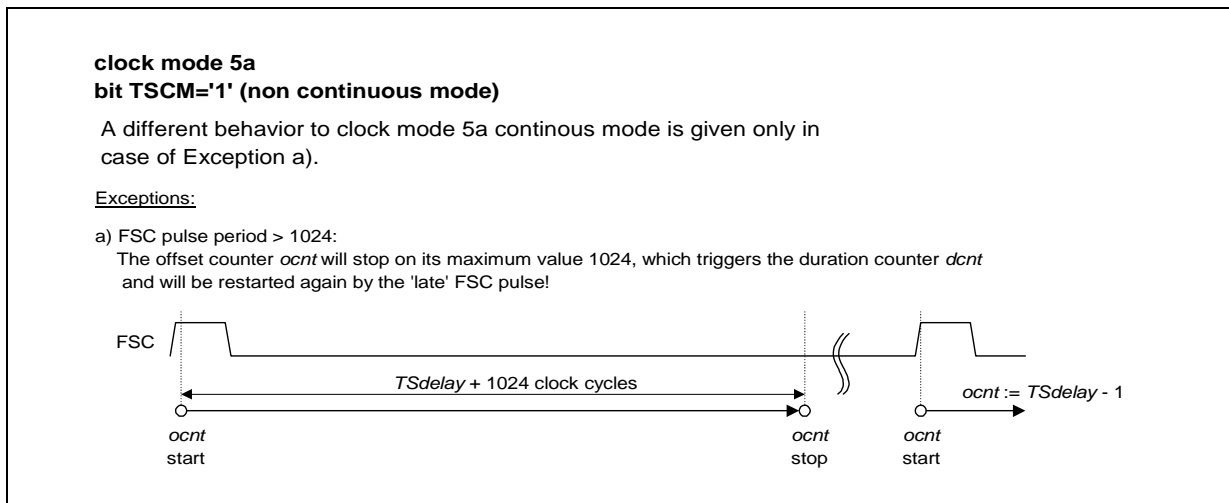 clock mode 5a
bit TSCM='1' (non continuous mode)
A different behavior to clock mode 5a continous mode is given only in
case of Exception a).
Exceptions:
a) FSC pulse period > 1024:
The offset counter ocnt will stop on its maximum value 1024, which triggers the duration counter dcnt
and will be restarted again by the 'late' FSC pulse!
FSC
TSdelay + 1024 clock cycles
ocnt := TSdelay - 1
ocnt
start
ocnt
stop
ocnt
start